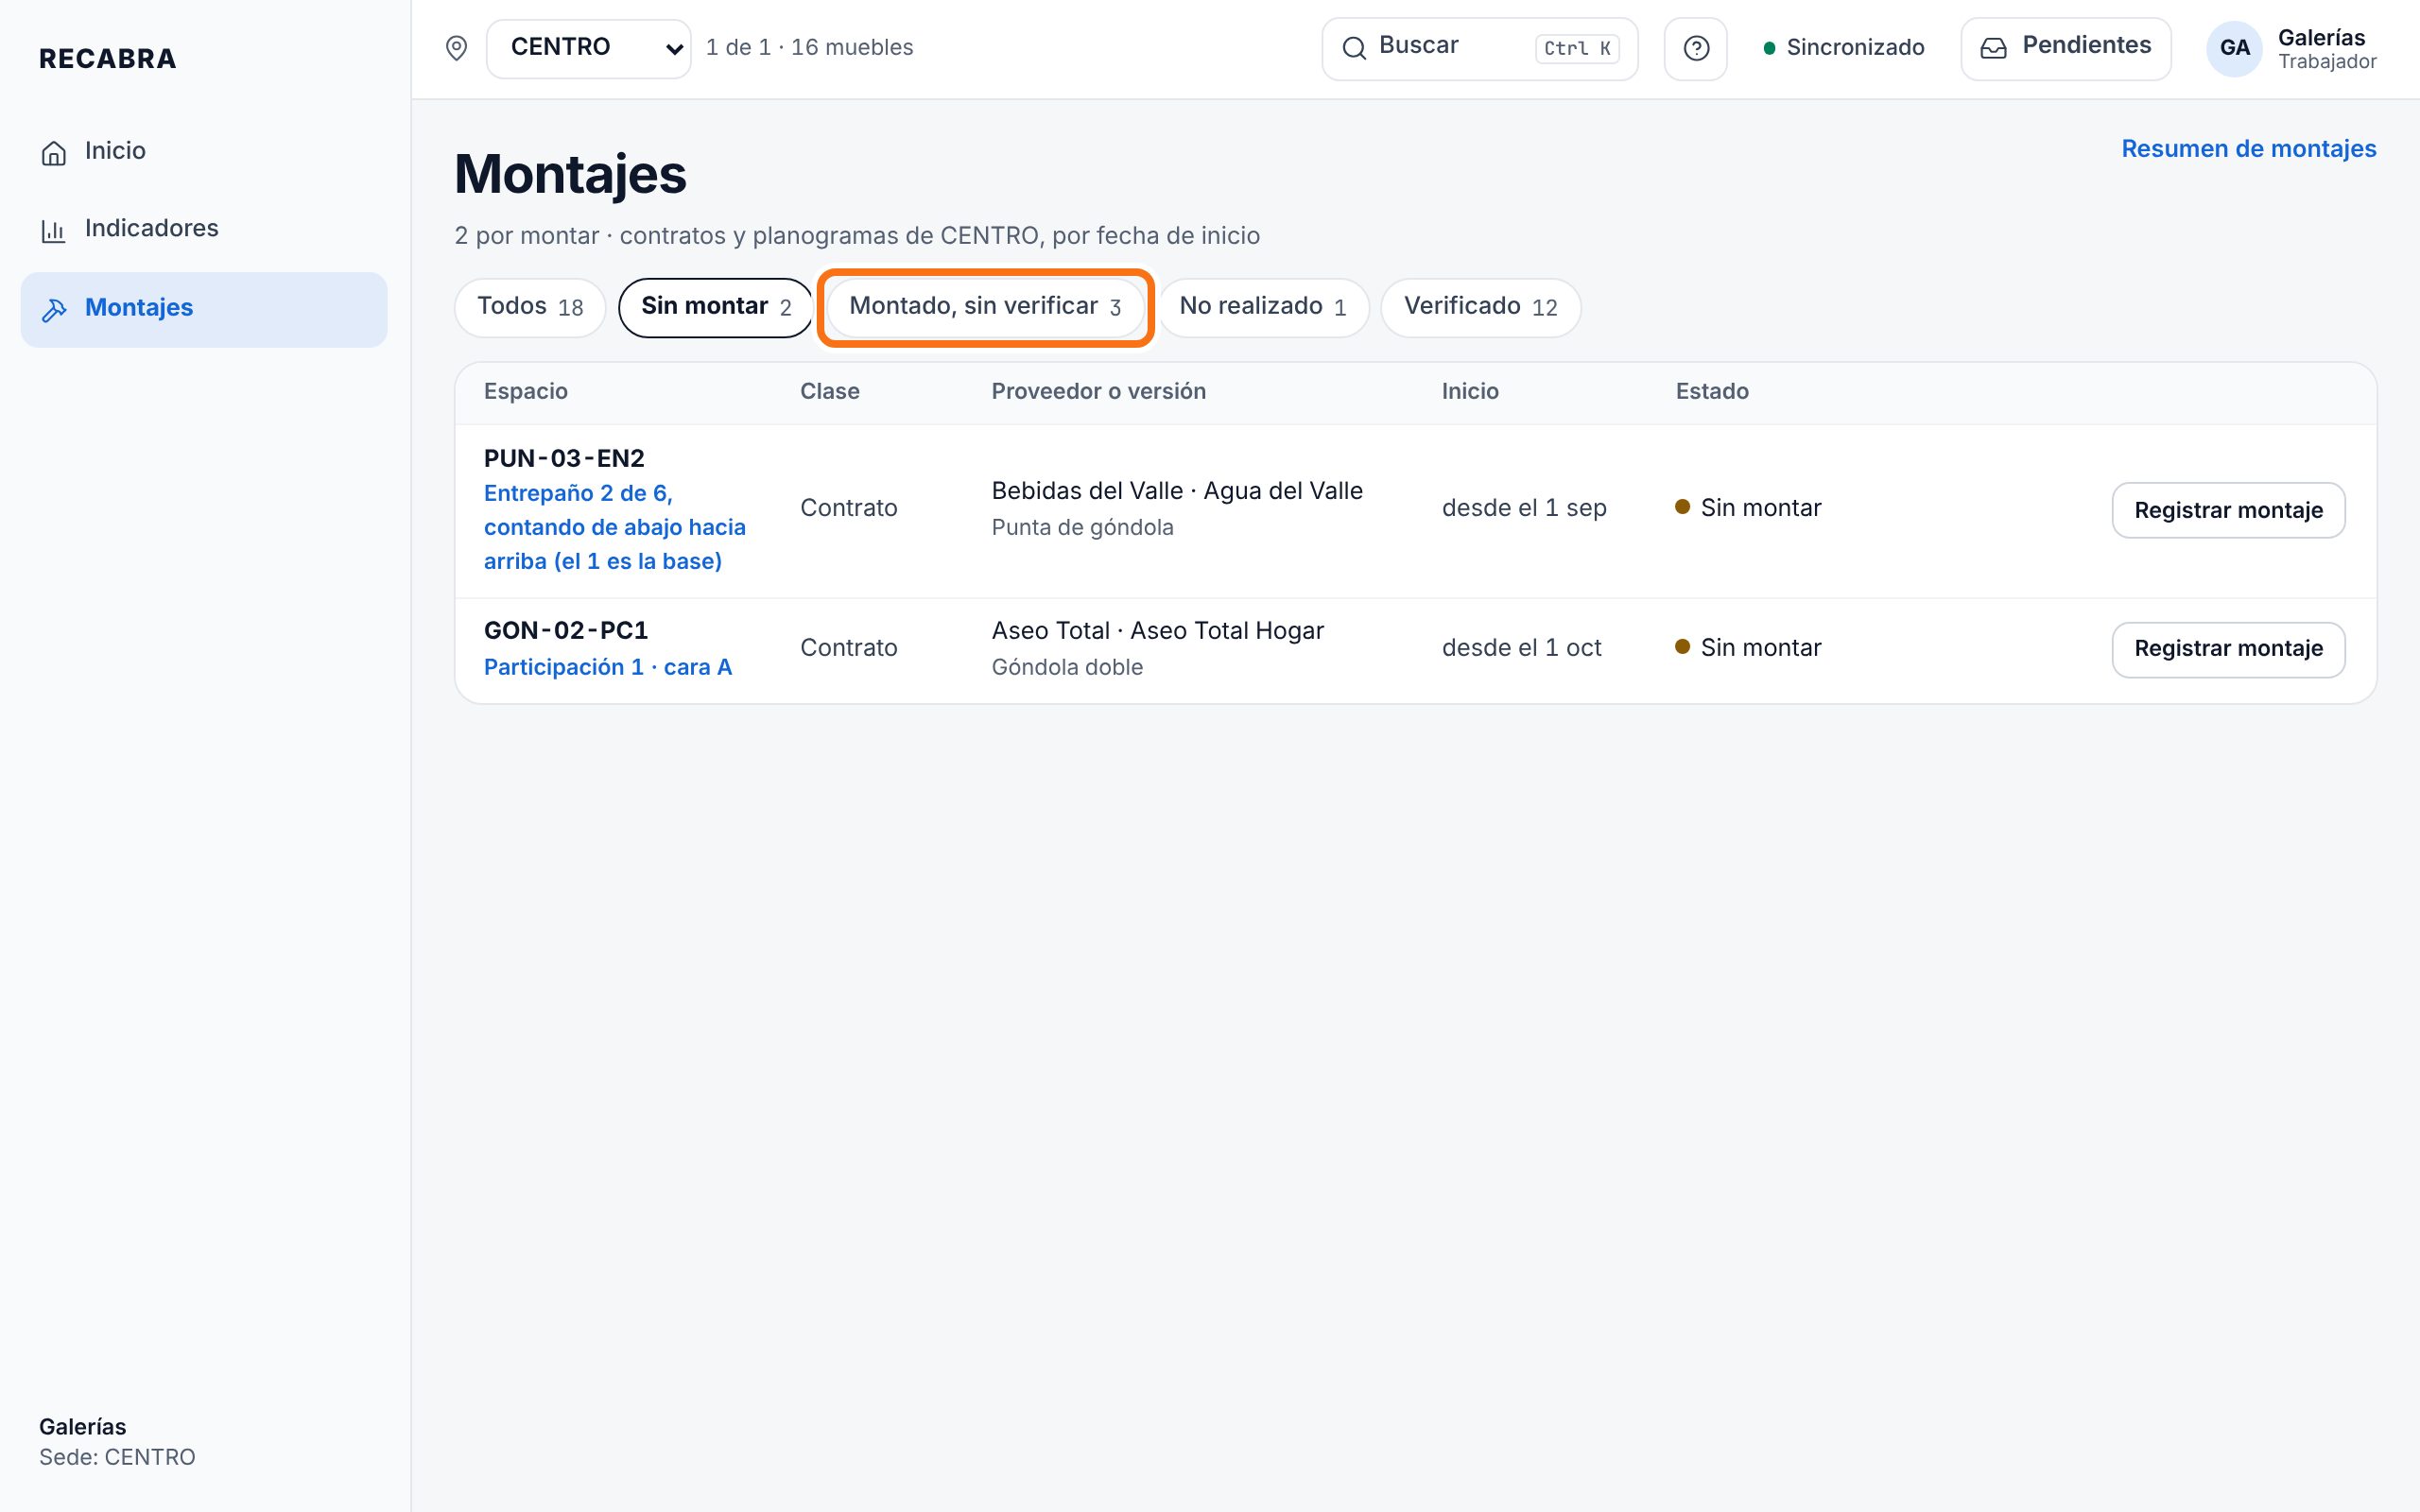 RECABRA
Inicio
Indicadores
Montajes
Galerías
Sede: CENTRO
CENTRO
1 de 1 · 16 muebles
Buscar
Ctrl K
Sincronizado
Pendientes
GA
Galerías
Trabajador
Montajes
Resumen de montajes
2 por montar · contratos y planogramas de CENTRO, por fecha de inicio
Todos 18
Sin montar 2
Montado, sin verificar 3
No realizado 1
Verificado 12
Espacio
Clase
Proveedor o versión
Inicio
Estado
PUN-03-EN2
Entrepaño 2 de 6,
contando de abajo hacia
arriba (el 1 es la base)
Contrato
Bebidas del Valle · Agua del Valle
Punta de góndola
desde el 1 sep
Sin montar
Registrar montaje
GON-02-PC1
Participación 1 · cara A
Contrato
Aseo Total · Aseo Total Hogar
Góndola doble
desde el 1 oct
Sin montar
Registrar montaje